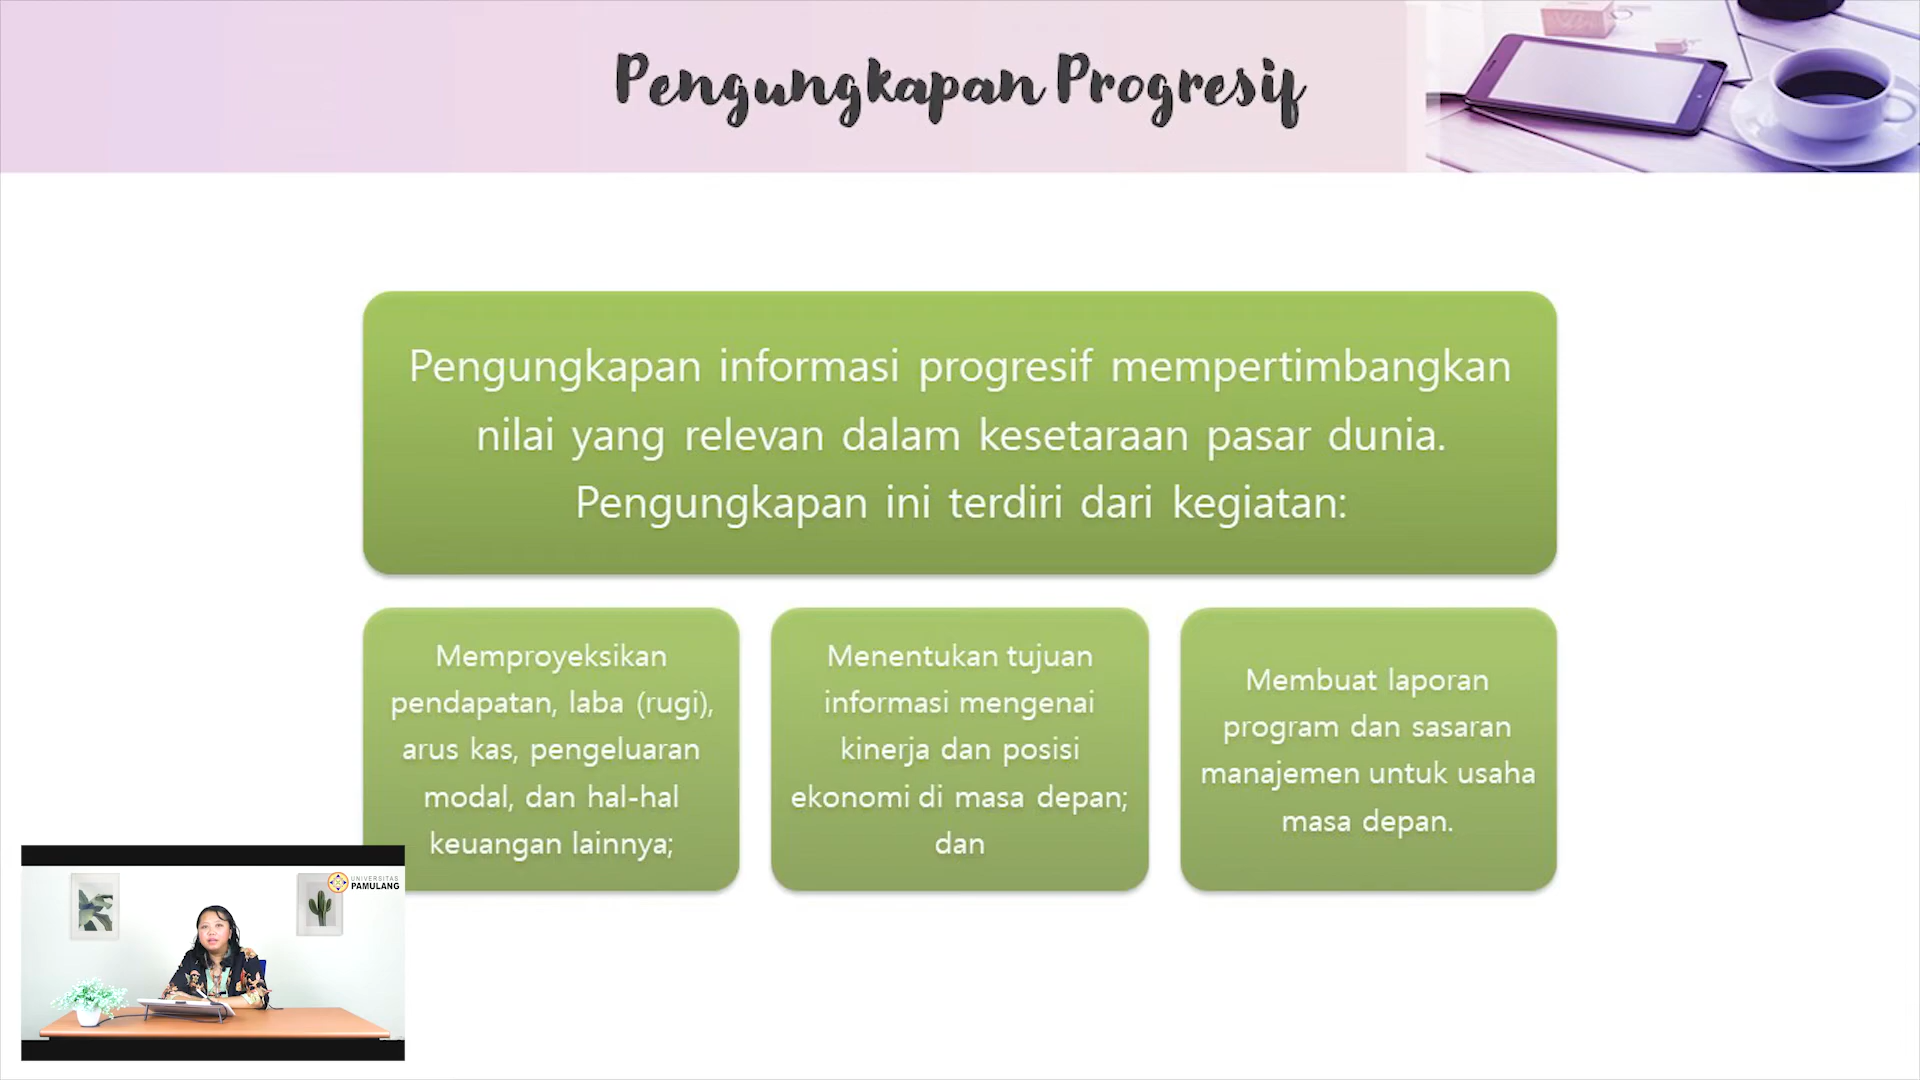 Pengungkapan Progresif
Pengungkapan informasi progresif mempertimbangkan
nilai yang relevan dalam kesetaraan pasar dunia.
Pengungkapan ini terdiri dari kegiatan:
Memproyeksikan
pendapatan, laba (rugi),
arus kas, pengeluaran
modal, dan hal-hal
keuangan lainnya;
Menentukan tujuan
informasi mengenai
kinerja dan posisi
ekonomi di masa depan;
dan
Membuat laporan
program dan sasaran
manajemen untuk usaha
masa depan.
UNIVERSITAS
PAMULANG